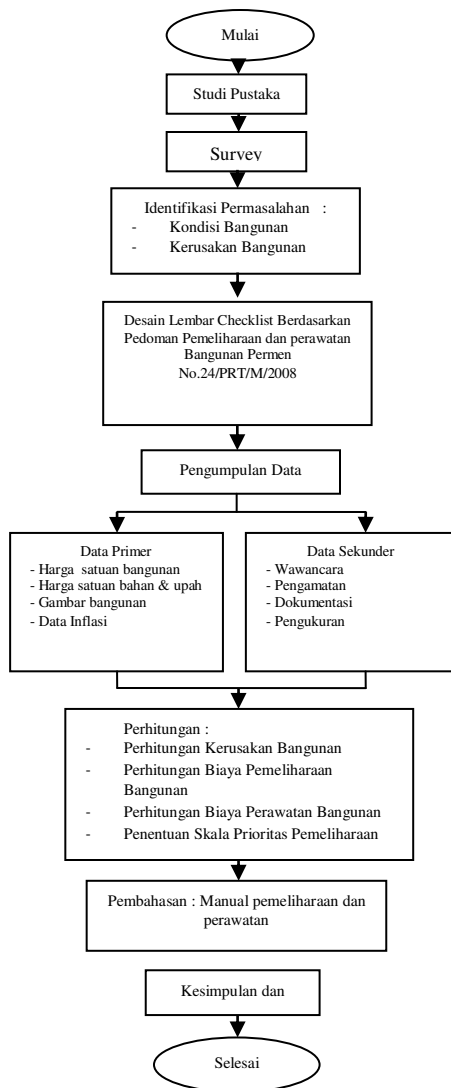 Mulai
Studi Pustaka
Survey
Identifikasi Permasalahan :
- Kondisi Bangunan
- Kerusakan Bangunan
Desain Lembar Checklist Berdasarkan
Pedoman Pemeliharaan dan perawatan
Bangunan Permen
No.24/PRT/M/2008
Pengumpulan Data
Data Primer
- Harga satuan bangunan
- Harga satuan bahan & upah
- Gambar bangunan
- Data Inflasi
Data Sekunder
- Wawancara
- Pengamatan
- Dokumentasi
- Pengukuran
Perhitungan :
- Perhitungan Kerusakan Bangunan
- Perhitungan Biaya Pemeliharaan
Bangunan
- Perhitungan Biaya Perawatan Bangunan
- Penentuan Skala Prioritas Pemeliharaan
Pembahasan : Manual pemeliharaan dan
perawatan
Kesimpulan dan
Selesai